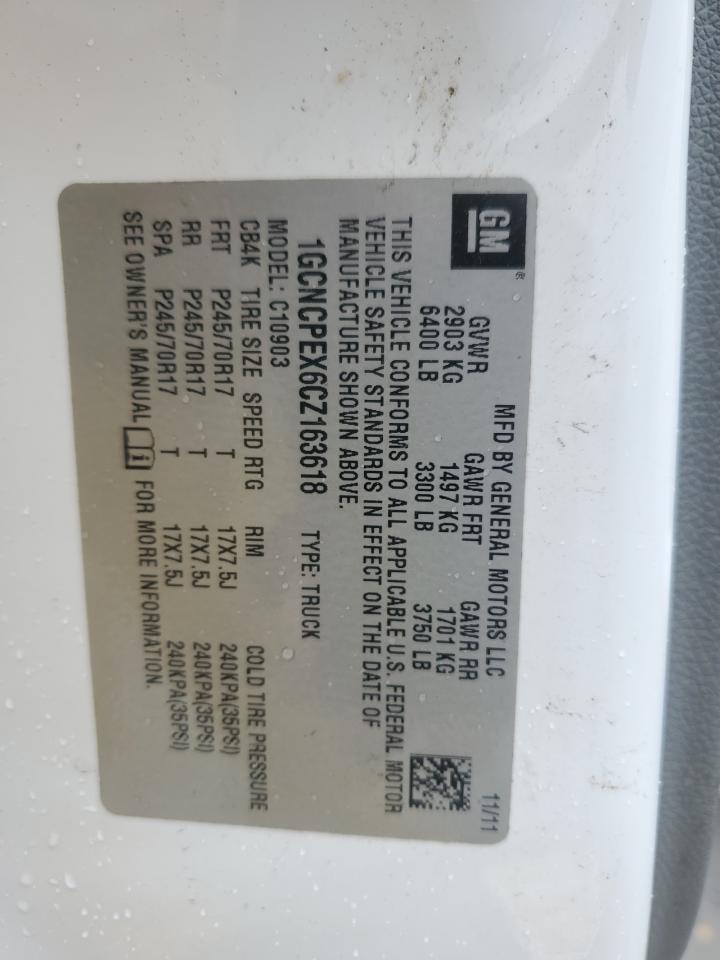 GM®
MFD BY GENERAL MOTORS LLC 11/11
GVWR GAWR FRT GAWR RR
2903 KG 1497 KG 1701 KG
6400 LB 3300 LB 3750 LB
THIS VEHICLE CONFORMS TO ALL APPLICABLE U.S. FEDERAL MOTOR
VEHICLE SAFETY STANDARDS IN EFFECT ON THE DATE OF
MANUFACTURE SHOWN ABOVE.
1GCNCPEX6CZ163618 TYPE: TRUCK
MODEL: C10903
CB4K TIRE SIZE SPEED RTG RIM COLD TIRE PRESSURE
FRT P245/70R17 T 17X7.5J 240KPA(35PSI)
RR P245/70R17 T 17X7.5J 240KPA(35PSI)
SPA P245/70R17 T 17X7.5J 240KPA(35PSI)
SEE OWNER'S MANUAL i FOR MORE INFORMATION.